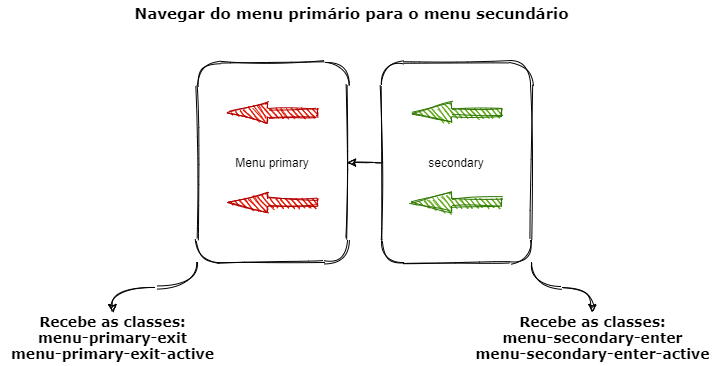 Navegar do menu primário para o menu secundário
Menu primary
secondary
Recebe as classes:
menu-primary-exit
menu-primary-exit-active
Recebe as classes:
menu-secondary-enter
menu-secondary-enter-active